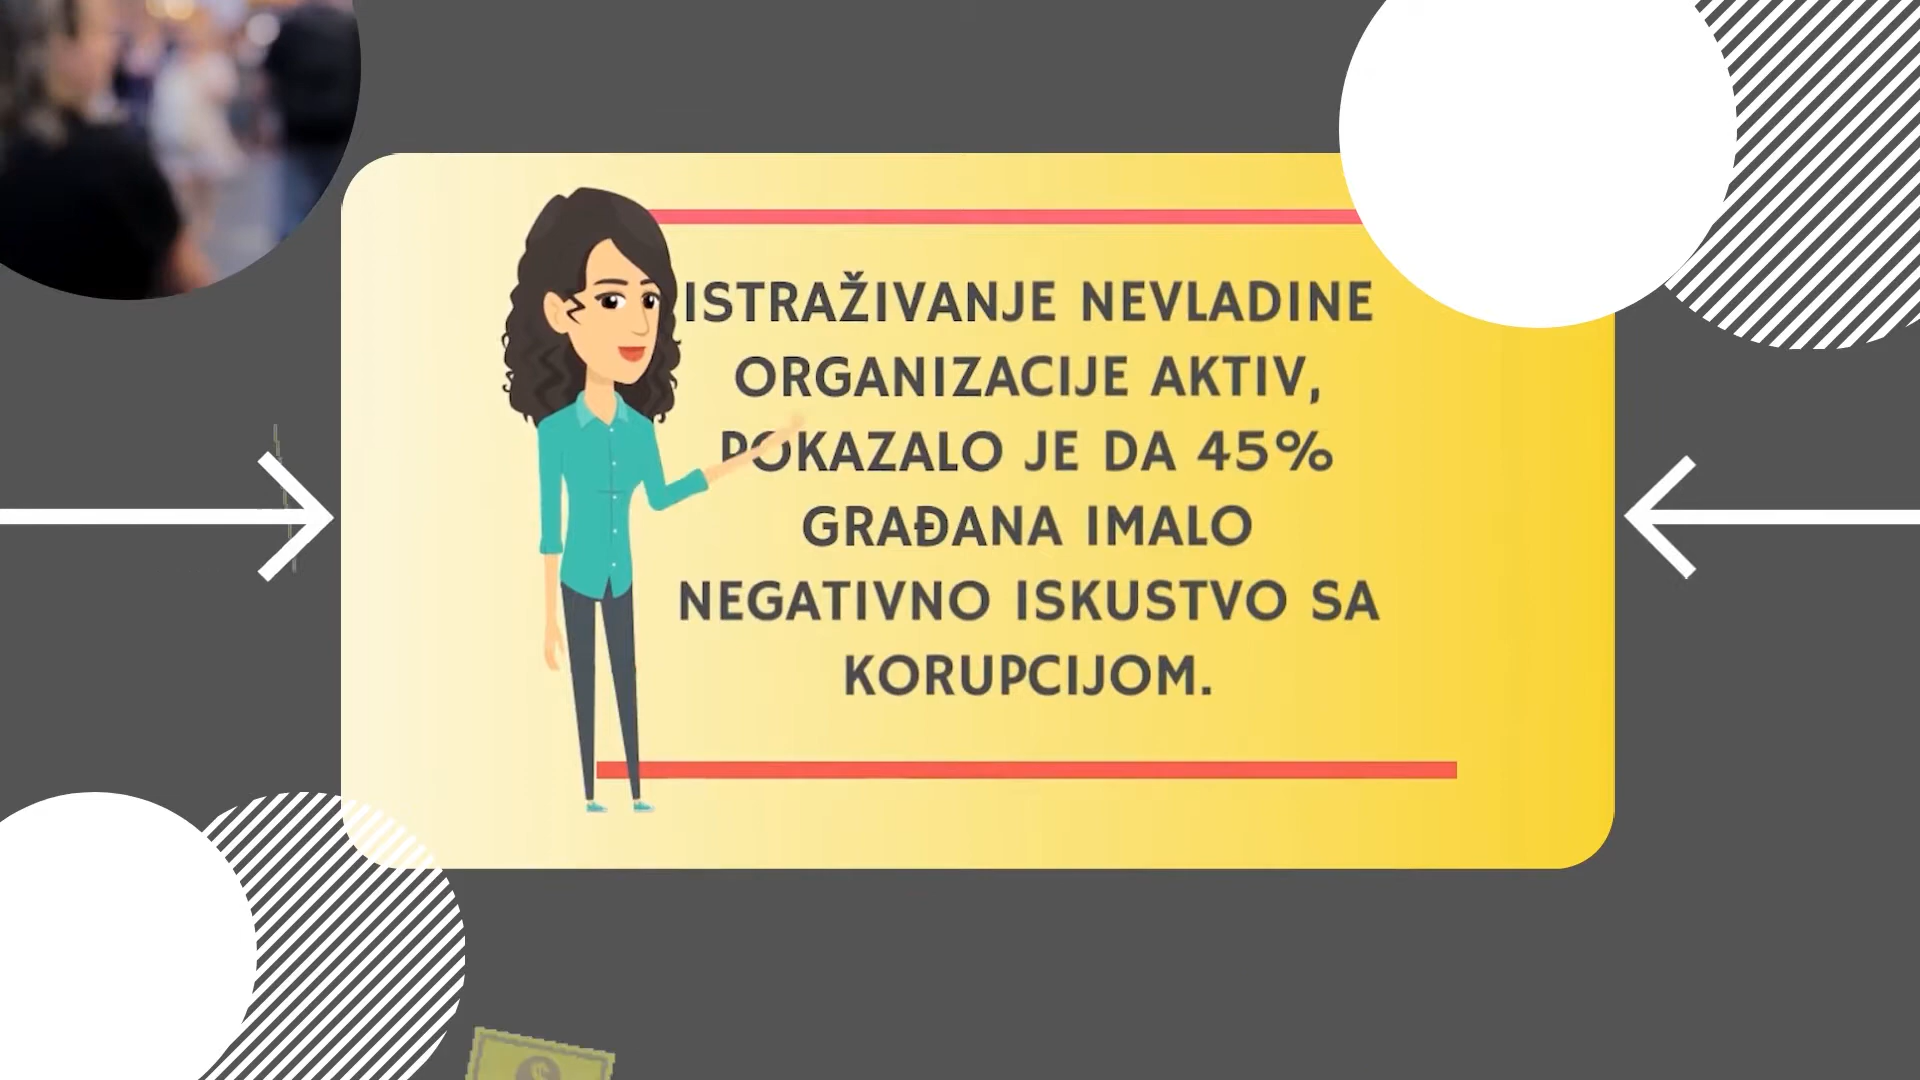 ISTRAŽIVANJE NEVLADINE
ORGANIZACIJE AKTIV,
POKAZALO JE DA 45%
GRAĐANA IMALO
NEGATIVNO ISKUSTVO SA
KORUPCIJOM.
$